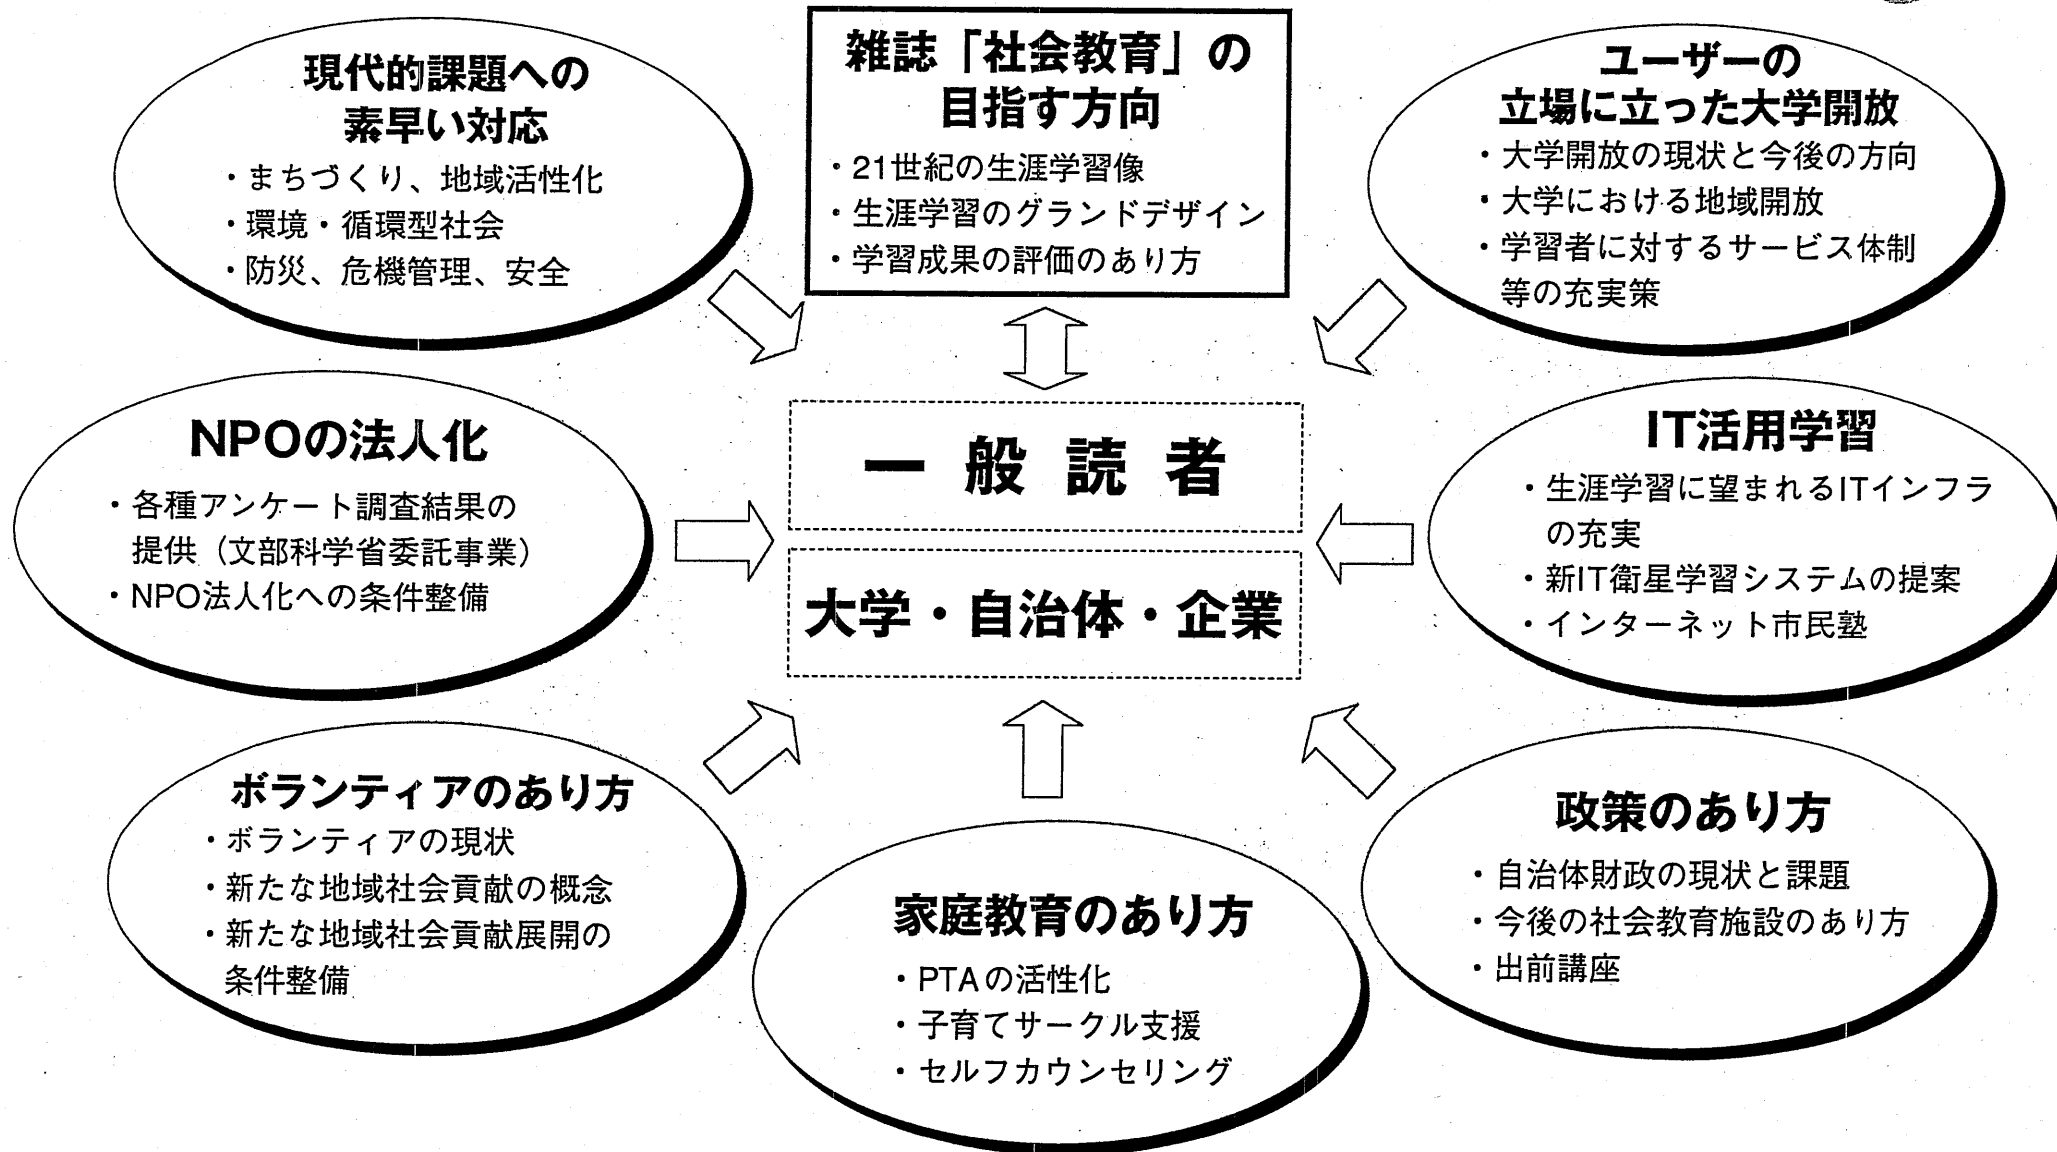 雑誌「社会教育」の
目指す方向
・21世紀の生涯学習像
・生涯学習のグランドデザイン
・学習成果の評価のあり方
現代的課題への
素早い対応
・まちづくり、地域活性化
・環境・循環型社会
・防災、危機管理、安全
ユーザーの
立場に立った大学開放
・大学開放の現状と今後の方向
・大学における地域開放
・学習者に対するサービス体制
等の充実策
NPOの法人化
・各種アンケート調査結果の
提供（文部科学省委託事業）
・NPO法人化への条件整備
一般読者
大学・自治体・企業
IT活用学習
・生涯学習に望まれるITインフラ
の充実
・新IT衛星学習システムの提案
・インターネット市民塾
ボランティアのあり方
・ボランティアの現状
・新たな地域社会貢献の概念
・新たな地域社会貢献展開の
条件整備
家庭教育のあり方
・PTAの活性化
・子育てサークル支援
・セルフカウンセリング
政策のあり方
・自治体財政の現状と課題
・今後の社会教育施設のあり方
・出前講座